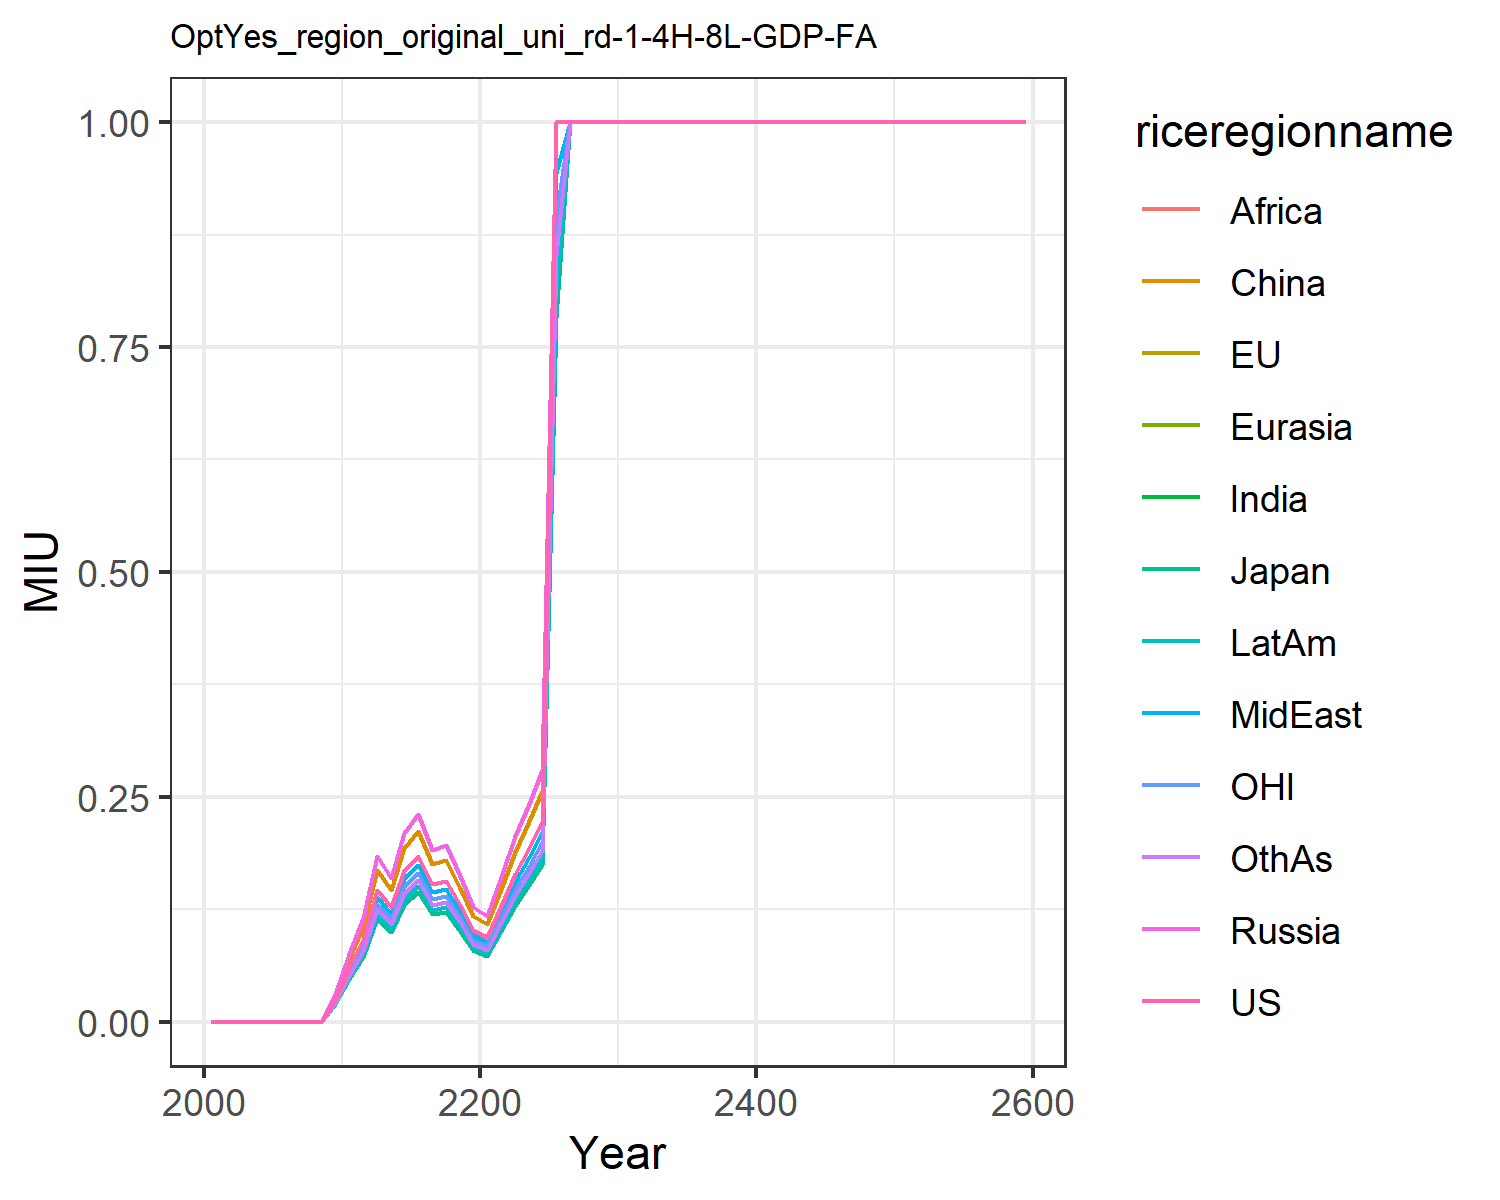 OptYes_region_original_uni_rd-1-4H-8L-GDP-FA
1.00
0.75
0.50
0.25
0.00
MIU
2000
2200
2400
2600
Year
riceregionname
Africa
China
EU
Eurasia
India
Japan
LatAm
MidEast
OHI
OthAs
Russia
US